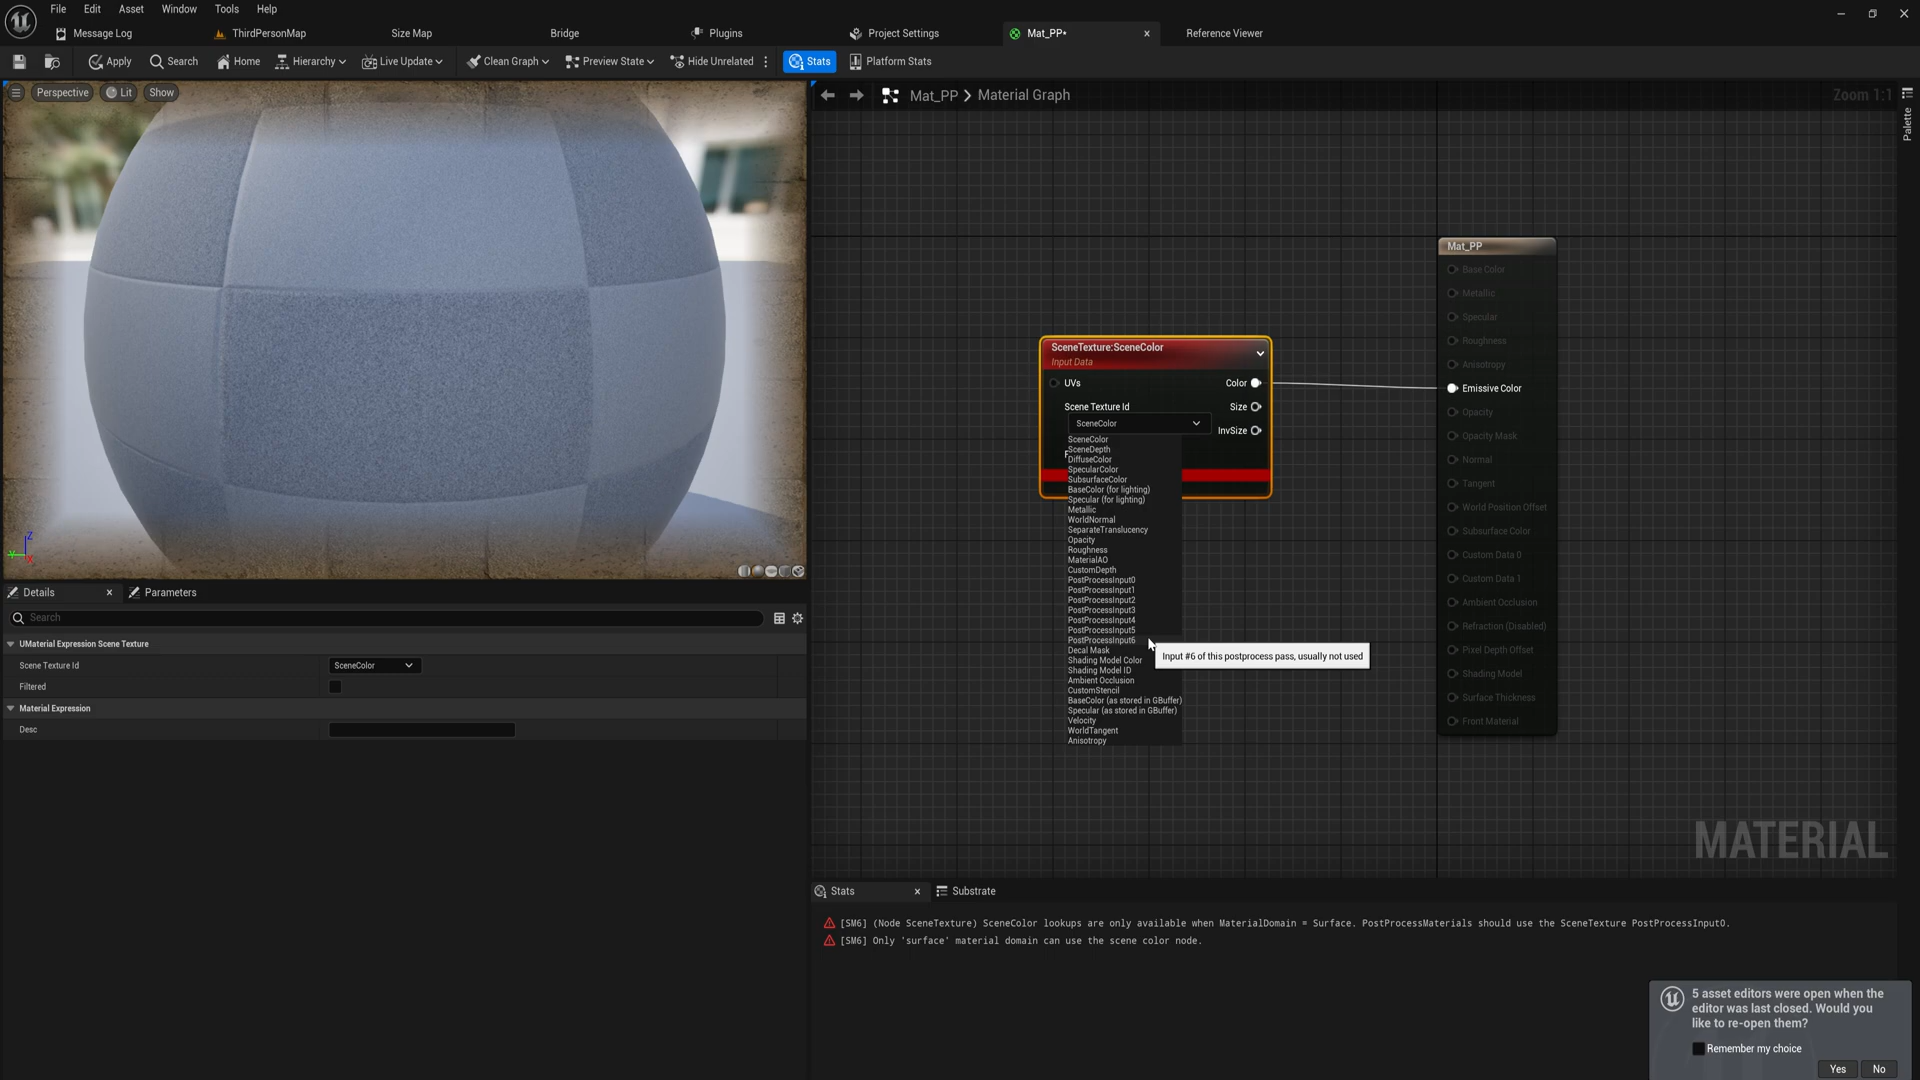 File Edit Asset Window Tools Help
Message Log ThirdPersonMap Size Map Bridge Plugins Project Settings Mat_PP• Reference Viewer
Apply Search Home Hierarchy Live Update Clean Graph Preview State Hide Unrelated Stats Platform Stats
Perspective Lit Show
Mat_PP > Material Graph
Zoom 1:1
Palette
Mat_PP
Base Color
Metallic
Specular
Roughness
Anisotropy
Emissive Color
Opacity
Opacity Mask
Normal
Tangent
World Position Offset
Subsurface Color
Custom Data 0
Custom Data 1
Ambient Occlusion
Refraction (Disabled)
Pixel Depth Offset
Shading Model
Surface Thickness
Front Material
SceneTexture:SceneColor
Input Data
UVs Color
Scene Texture Id Size
SceneColor InvSize
SceneColor
SceneDepth
DiffuseColor
SpecularColor
SubsurfaceColor
BaseColor (for lighting)
Specular (for lighting)
Metallic
WorldNormal
SeparateTranslucency
Opacity
Roughness
MaterialAO
CustomDepth
PostProcessInput0
PostProcessInput1
PostProcessInput2
PostProcessInput3
PostProcessInput4
PostProcessInput5
PostProcessInput6
Decal Mask
Shading Model Color
Shading Model ID
Ambient Occlusion
CustomStencil
BaseColor (as stored in GBuffer)
Specular (as stored in GBuffer)
Velocity
WorldTangent
Anisotropy
Input #6 of this postprocess pass, usually not used
MATERIAL
Z
Y
X
Details Parameters
Search
UMaterial Expression Scene Texture
Scene Texture Id SceneColor
Filtered
Material Expression
Desc
Stats Substrate
[SM6] (Node SceneTexture) SceneColor lookups are only available when MaterialDomain = Surface. PostProcessMaterials should use the SceneTexture PostProcessInput0.
[SM6] Only 'surface' material domain can use the scene color node.
5 asset editors were open when the
editor was last closed. Would you
like to re-open them?
Remember my choice
Yes No